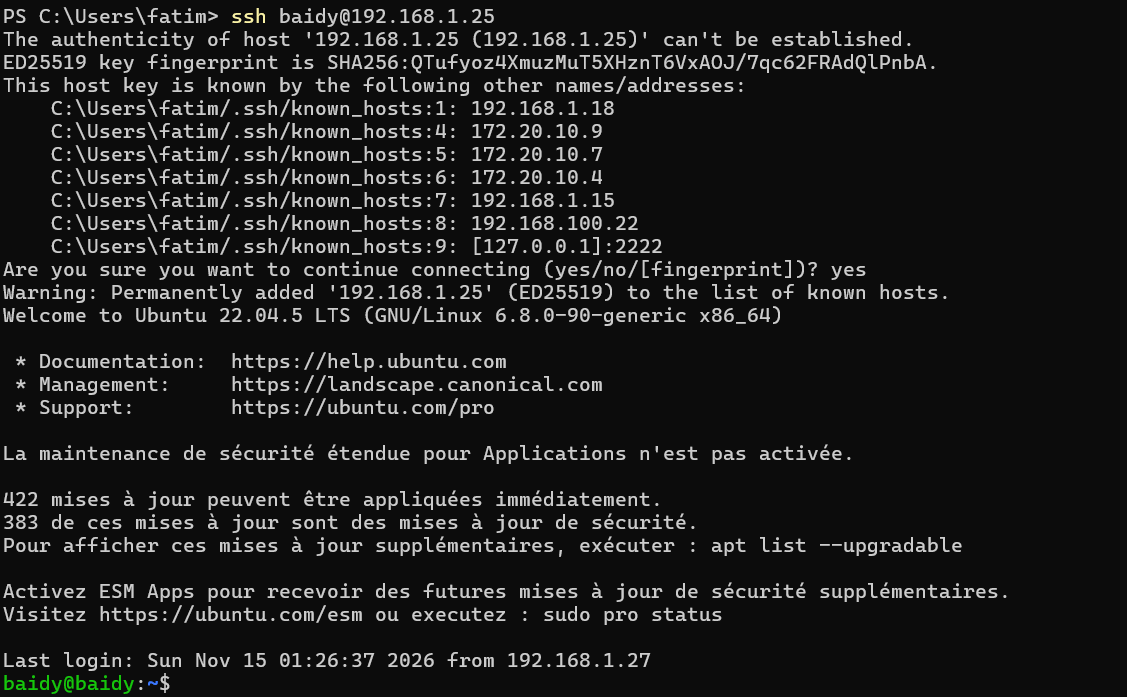 PS C:\Users\fatim> ssh baidy@192.168.1.25
The authenticity of host '192.168.1.25 (192.168.1.25)' can't be established.
ED25519 key fingerprint is SHA256:QTufyoz4XmuzMuT5XHznT6VxAOJ/7qc62FRAdQlPnbA.
This host key is known by the following other names/addresses:
    C:\Users\fatim/.ssh/known_hosts:1: 192.168.1.18
    C:\Users\fatim/.ssh/known_hosts:4: 172.20.10.9
    C:\Users\fatim/.ssh/known_hosts:5: 172.20.10.7
    C:\Users\fatim/.ssh/known_hosts:6: 172.20.10.4
    C:\Users\fatim/.ssh/known_hosts:7: 192.168.1.15
    C:\Users\fatim/.ssh/known_hosts:8: 192.168.100.22
    C:\Users\fatim/.ssh/known_hosts:9: [127.0.0.1]:2222
Are you sure you want to continue connecting (yes/no/[fingerprint])? yes
Warning: Permanently added '192.168.1.25' (ED25519) to the list of known hosts.
Welcome to Ubuntu 22.04.5 LTS (GNU/Linux 6.8.0-90-generic x86_64)

 * Documentation:  https://help.ubuntu.com
 * Management:     https://landscape.canonical.com
 * Support:        https://ubuntu.com/pro

La maintenance de sécurité étendue pour Applications n'est pas activée.

422 mises à jour peuvent être appliquées immédiatement.
383 de ces mises à jour sont des mises à jour de sécurité.
Pour afficher ces mises à jour supplémentaires, exécuter : apt list --upgradable

Activez ESM Apps pour recevoir des futures mises à jour de sécurité supplémentaires.
Visitez https://ubuntu.com/esm ou executez : sudo pro status

Last login: Sun Nov 15 01:26:37 2026 from 192.168.1.27
baidy@baidy:~$